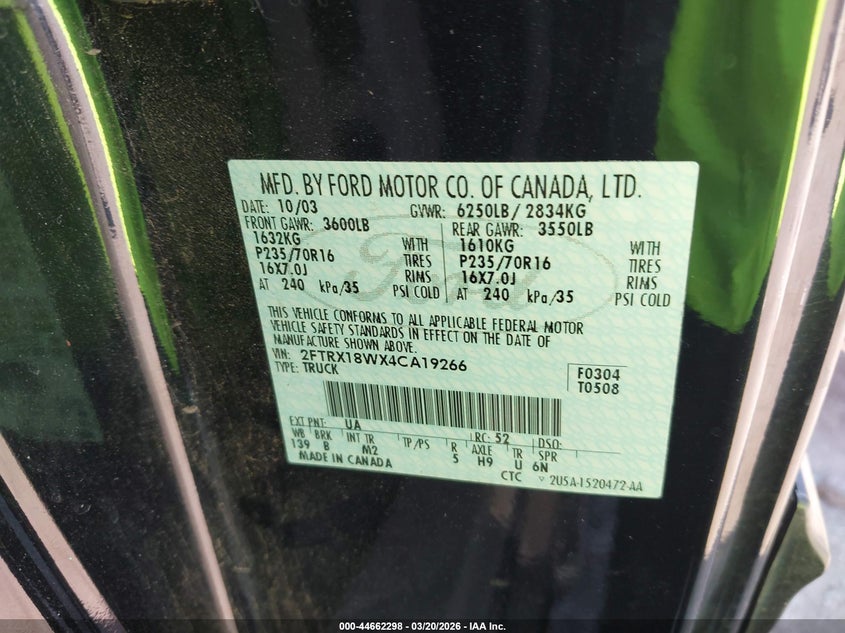 MFD. BY FORD MOTOR CO. OF CANADA, LTD.
DATE: 10/03 GVWR: 6250LB/ 2834KG
FRONT GAWR: 3600LB REAR GAWR: 3550LB
1632KG WITH 1610KG WITH
P235/70R16 TIRES P235/70R16 TIRES
16X7.0J RIMS 16X7.0J RIMS
AT 240 kPa/35 PSI COLD AT 240 kPa/35 PSI COLD
Ford
THIS VEHICLE CONFORMS TO ALL APPLICABLE FEDERAL MOTOR
VEHICLE SAFETY STANDARDS IN EFFECT ON THE DATE OF
MANUFACTURE SHOWN ABOVE.
VIN: 2FTRX18WX4CA19266
TYPE: TRUCK
F0304
T0508
EXT PNT: UA RC: 52 DSO:
WB BRK INT TR TP/PS R AXLE TR SPR
139 B M2 5 H9 U 6N
MADE IN CANADA
CTC ▽ 2U5A-1520472-AA
000-44662298 - 03/20/2026 - IAA Inc.